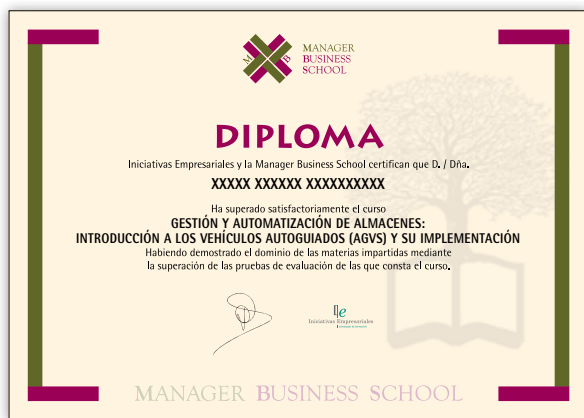 M B
MANAGER
BUSINESS
SCHOOL
DIPLOMA
Iniciativas Empresariales y la Manager Business School certifican que D. / Dña.
XXXXX XXXXXX XXXXXXXXXX
Ha superado satisfactoriamente el curso
GESTIÓN Y AUTOMATIZACIÓN DE ALMACENES:
INTRODUCCIÓN A LOS VEHÍCULOS AUTOGUIADOS (AGVS) Y SU IMPLEMENTACIÓN
Habiendo demostrado el dominio de las materias impartidas mediante
la superación de las pruebas de evaluación de las que consta el curso.
Ie
Iniciativas Empresariales
MANAGER BUSINESS SCHOOL